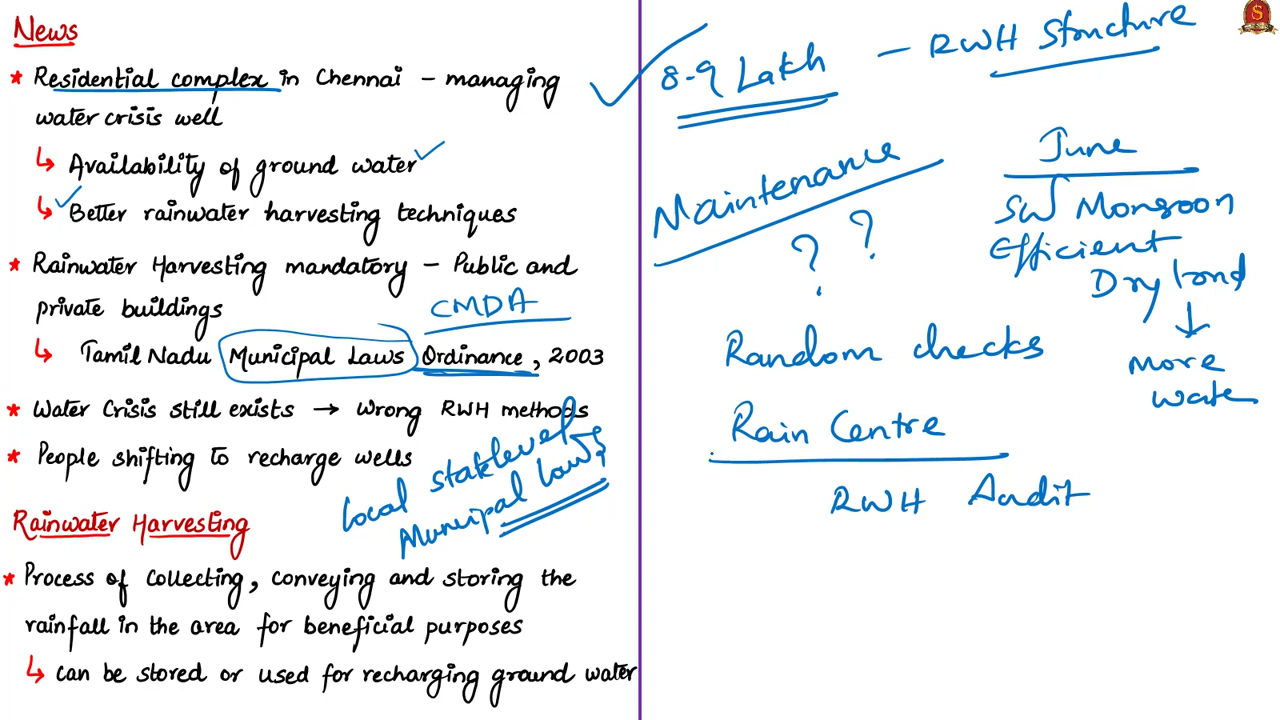 News
* Residential complex in Chennai - managing
water crisis well
↳ Availability of ground water
↳ Better rainwater harvesting techniques
* Rainwater Harvesting mandatory - Public and
private buildings
CMDA
↳ Tamil Nadu Municipal Laws Ordinance, 2003
* Water Crisis still exists → Wrong RWH methods
* People shifting to recharge wells
Local state level
Municipal Laws
Rainwater Harvesting
* Process of collecting, conveying and storing the
rainfall in the area for beneficial purposes
↳ can be stored or used for recharging ground water
8-9 Lakh - RWH Structure
Maintenance
? ?
Random checks
Rain Centre
RWH Audit
June
SW Monsoon
Efficient
Dry land
↓
More
water
S